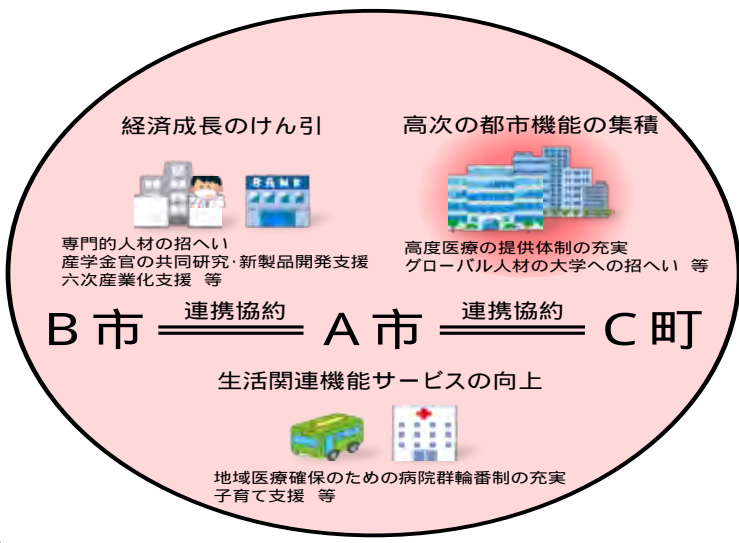 経済成長のけん引
高次の都市機能の集積
BANK
専門的人材の招へい
産学金官の共同研究・新製品開発支援
六次産業化支援 等
高度医療の提供体制の充実
グローバル人材の大学への招へい 等
B市 連携協約 A市 連携協約 C町
生活関連機能サービスの向上
地域医療確保のための病院群輪番制の充実
子育て支援 等